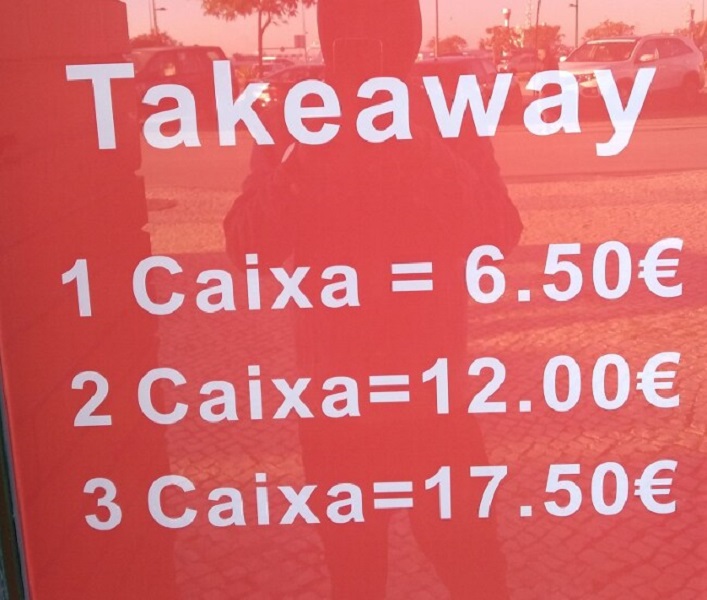 Takeaway
1 Caixa = 6.50€
2 Caixa=12.00€
3 Caixa=17.50€